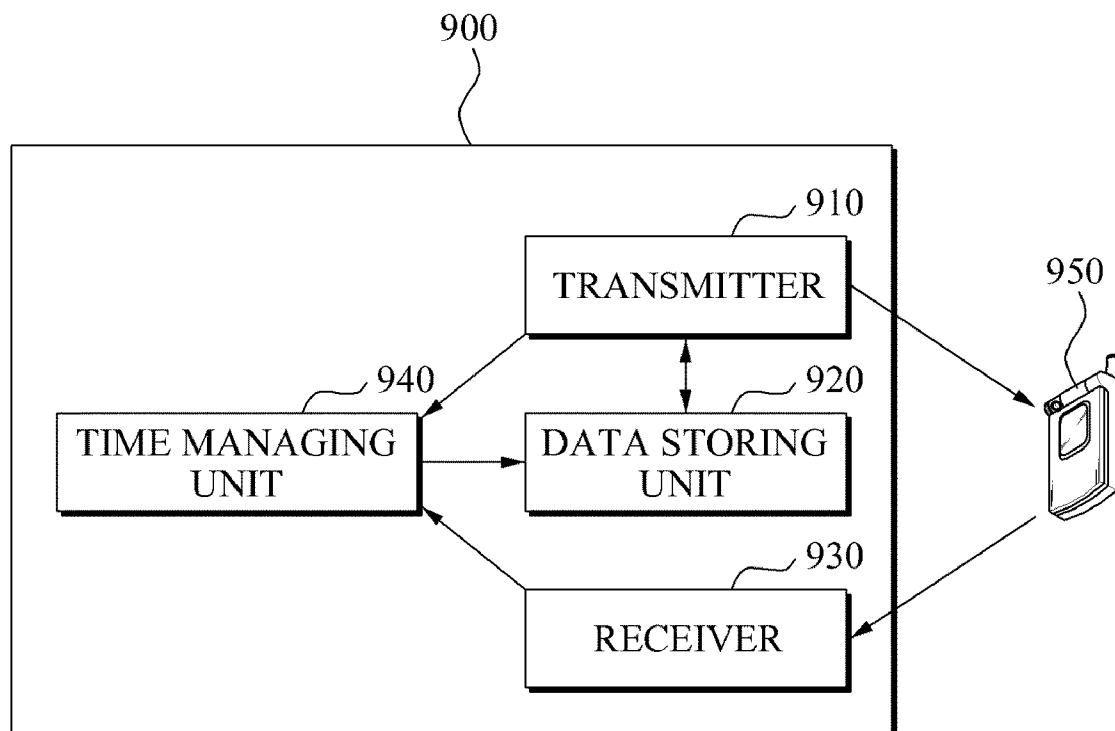 900
910
TRANSMITTER
950
940
920
TIME MANAGING
UNIT
DATA STORING
UNIT
930
RECEIVER